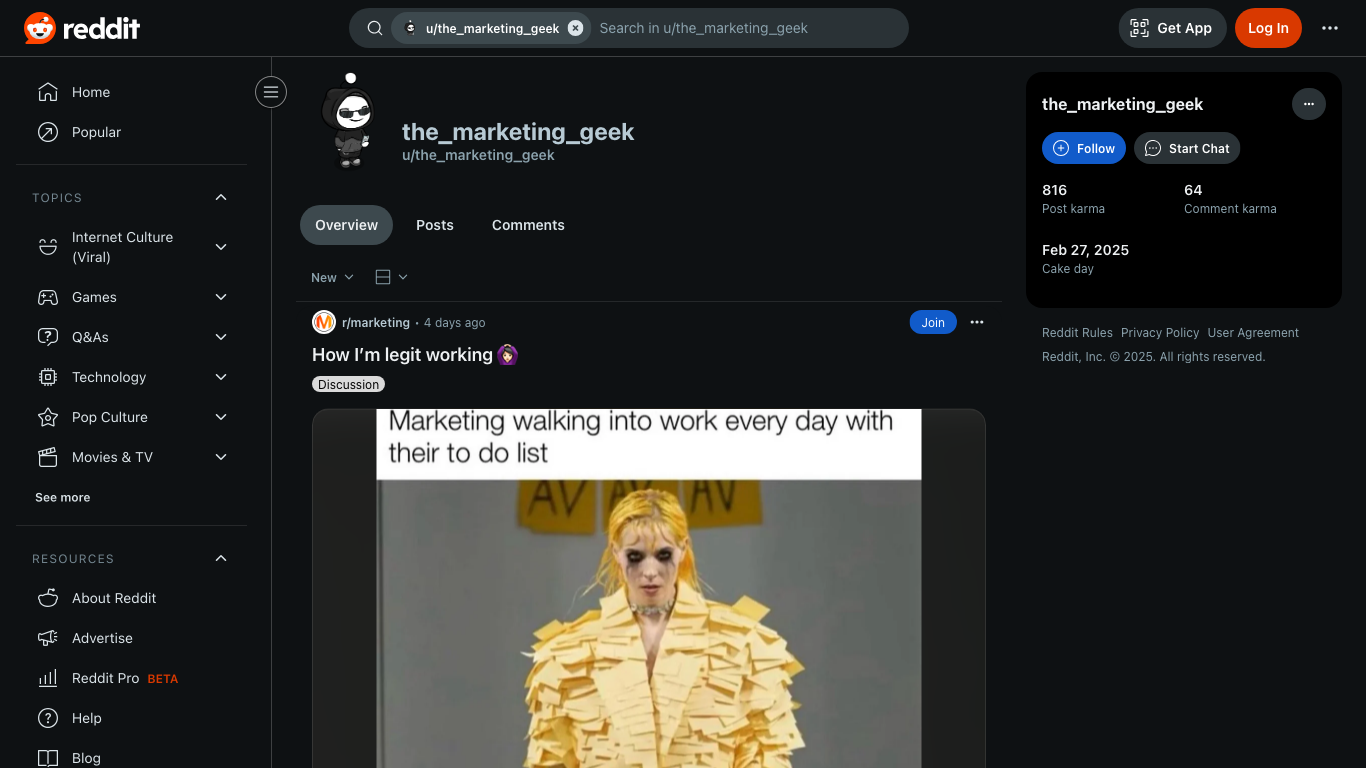 reddit
u/the_marketing_geek
Search in u/the_marketing_geek
Get App
Log In
Home
Popular
TOPICS
Internet Culture
(Viral)
Games
Q&As
Technology
Pop Culture
Movies & TV
See more
RESOURCES
About Reddit
Advertise
Reddit Pro BETA
Help
Blog
the_marketing_geek
u/the_marketing_geek
Overview
Posts
Comments
New
r/marketing • 4 days ago
Join
How I’m legit working
Discussion
Marketing walking into work every day with
their to do list
AV AV AV
the_marketing_geek
Follow
Start Chat
816
Post karma
64
Comment karma
Feb 27, 2025
Cake day
Reddit Rules Privacy Policy User Agreement
Reddit, Inc. © 2025. All rights reserved.